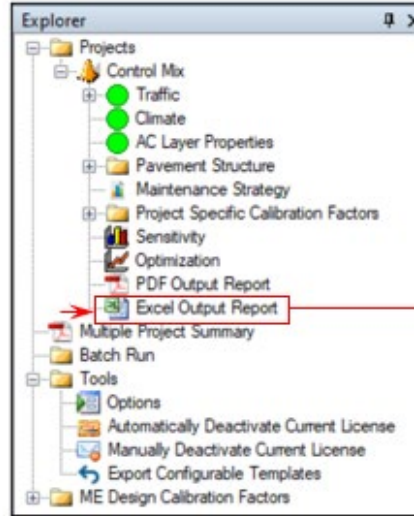 Explorer
Projects
Control Mix
Traffic
Climate
AC Layer Properties
Pavement Structure
Maintenance Strategy
Project Specific Calibration Factors
Sensitivity
Optimization
PDF Output Report
Excel Output Report
Multiple Project Summary
Batch Run
Tools
Options
Automatically Deactivate Current License
Manually Deactivate Current License
Export Configurable Templates
ME Design Calibration Factors